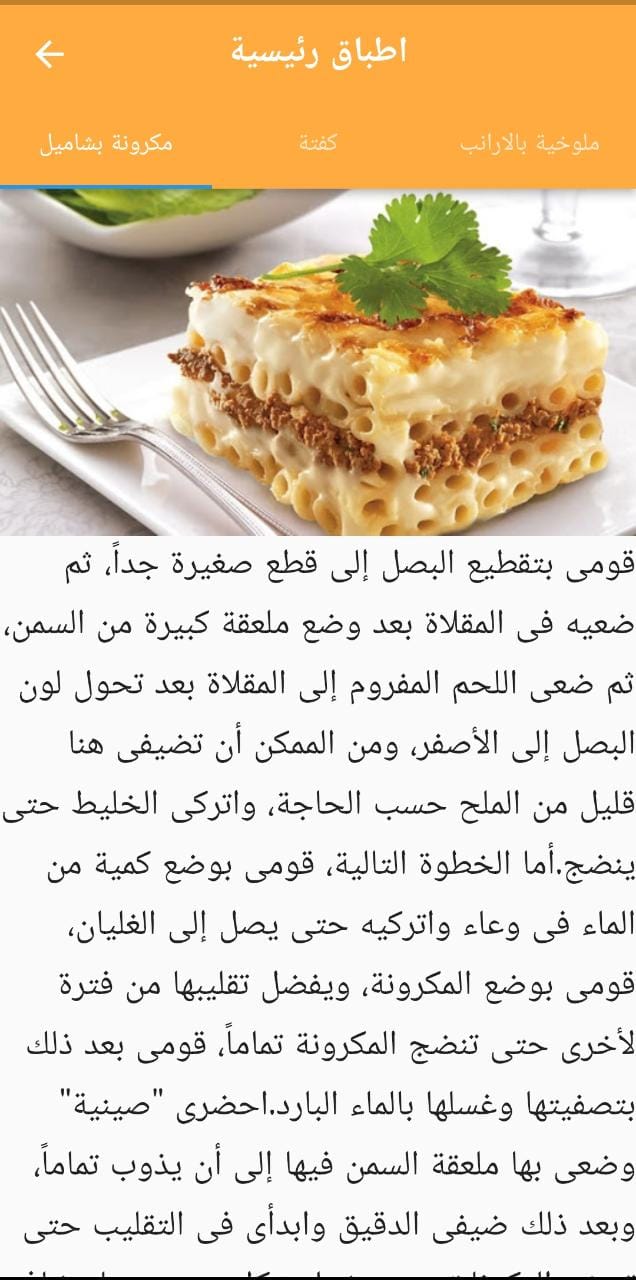 اطباق رئيسية
ملوخية بالارانب
كفتة
مكرونة بشاميل
قومى بتقطيع البصل إلى قطع صغيرة جداً، ثم
ضعيه فى المقلاة بعد وضع ملعقة كبيرة من السمن،
ثم ضعى اللحم المفروم إلى المقلاة بعد تحول لون
البصل إلى الأصفر، ومن الممكن أن تضيفى هنا
قليل من الملح حسب الحاجة، واتركى الخليط حتى
ينضج.أما الخطوة التالية، قومى بوضع كمية من
الماء فى وعاء واتركيه حتى يصل إلى الغليان،
قومى بوضع المكرونة، ويفضل تقليبها من فترة
لأخرى حتى تنضج المكرونة تماماً، قومى بعد ذلك
بتصفيتها وغسلها بالماء البارد.احضرى "صينية"
وضعى بها ملعقة السمن فيها إلى أن يذوب تماماً،
وبعد ذلك ضيفى الدقيق وابدأى فى التقليب حتى